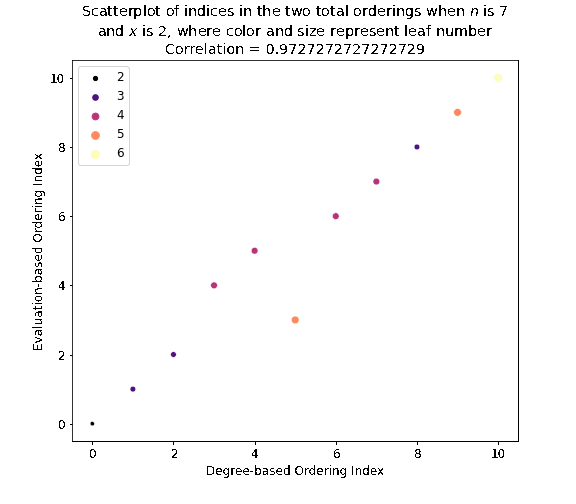 Scatterplot of indices in the two total orderings when n is 7
and x is 2, where color and size represent leaf number
Correlation = 0.9727272727272729
2
3
4
5
6
10
8
6
4
2
0
Evaluation-based Ordering Index
0 2 4 6 8 10
Degree-based Ordering Index